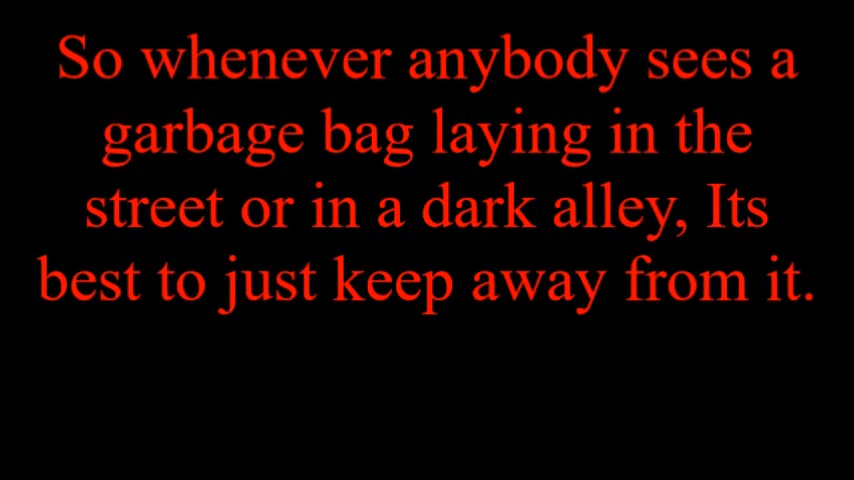 So whenever anybody sees a
garbage bag laying in the
street or in a dark alley, Its
best to just keep away from it.